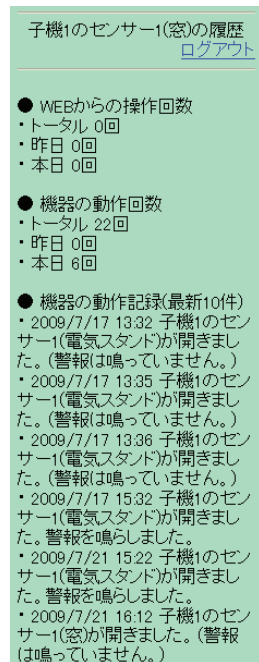 子機1のセンサー1(窓)の履歴
ログアウト
● WEBからの操作回数
・トータル 0回
・昨日 0回
・本日 0回
● 機器の動作回数
・トータル 22回
・昨日 0回
・本日 6回
● 機器の動作記録(最新10件)
・2009/7/17 13:32 子機1のセン
サー1(電気スタンド)が開きまし
た。(警報は鳴っていません。)
・2009/7/17 13:35 子機1のセン
サー1(電気スタンド)が開きまし
た。(警報は鳴っていません。)
・2009/7/17 13:36 子機1のセン
サー1(電気スタンド)が開きまし
た。(警報は鳴っていません。)
・2009/7/17 15:32 子機1のセン
サー1(電気スタンド)が開きまし
た。警報を鳴らしました。
・2009/7/21 15:22 子機1のセン
サー1(電気スタンド)が開きまし
た。警報を鳴らしました。
・2009/7/21 16:12 子機1のセン
サー1(窓)が開きました。(警報
は鳴っていません。)